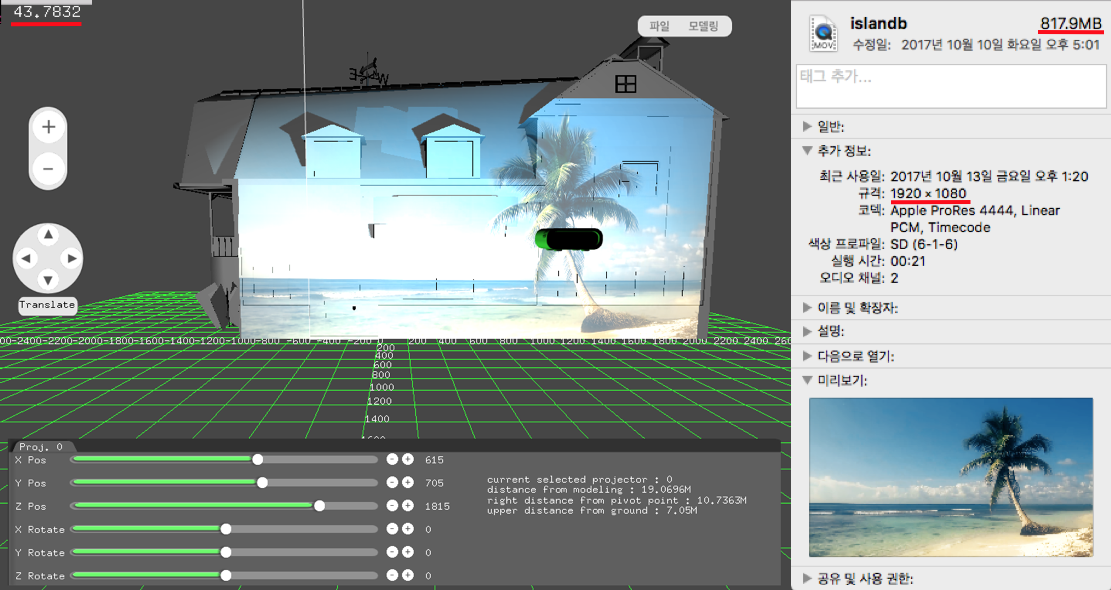 43.7832
파일 모델링
W E
+
−
Translate
-2400-2200-2000-1800-1600-1400-1200-1000-800 -600 -400 -200 200 400 600 800 1000 1200 1400 1600 1800 2000 2200 2400
200
400
600
800
1000
1200
1400
Proj. 0
X Pos - + 615
Y Pos - + 705
Z Pos - + 1815
X Rotate - + 0
Y Rotate - + 0
Z Rotate - + 0
current selected projector : 0
distance from modeling : 19.0696M
right distance from pivot point : 10.7363M
upper distance from ground : 7.05M
MOV
islandb 817.9MB
수정일: 2017년 10월 10일 화요일 오후 5:01
태그 추가...
일반:
추가 정보:
최근 사용일: 2017년 10월 13일 금요일 오후 1:20
규격: 1920 × 1080
코덱: Apple ProRes 4444, Linear
PCM, Timecode
색상 프로파일: SD (6-1-6)
실행 시간: 00:21
오디오 채널: 2
이름 및 확장자:
설명:
다음으로 열기:
미리보기:
공유 및 사용 권한: